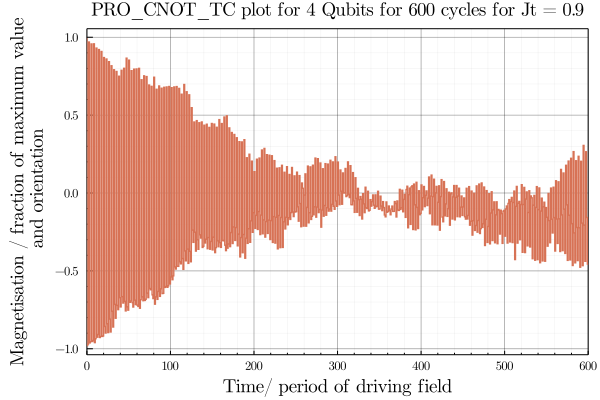 PRO_CNOT_TC plot for 4 Qubits for 600 cycles for Jt = 0.9
Magnetisation / fraction of maximum value
and orientation
1.0
0.5
0.0
−0.5
−1.0
0 100 200 300 400 500 600
Time/ period of driving field